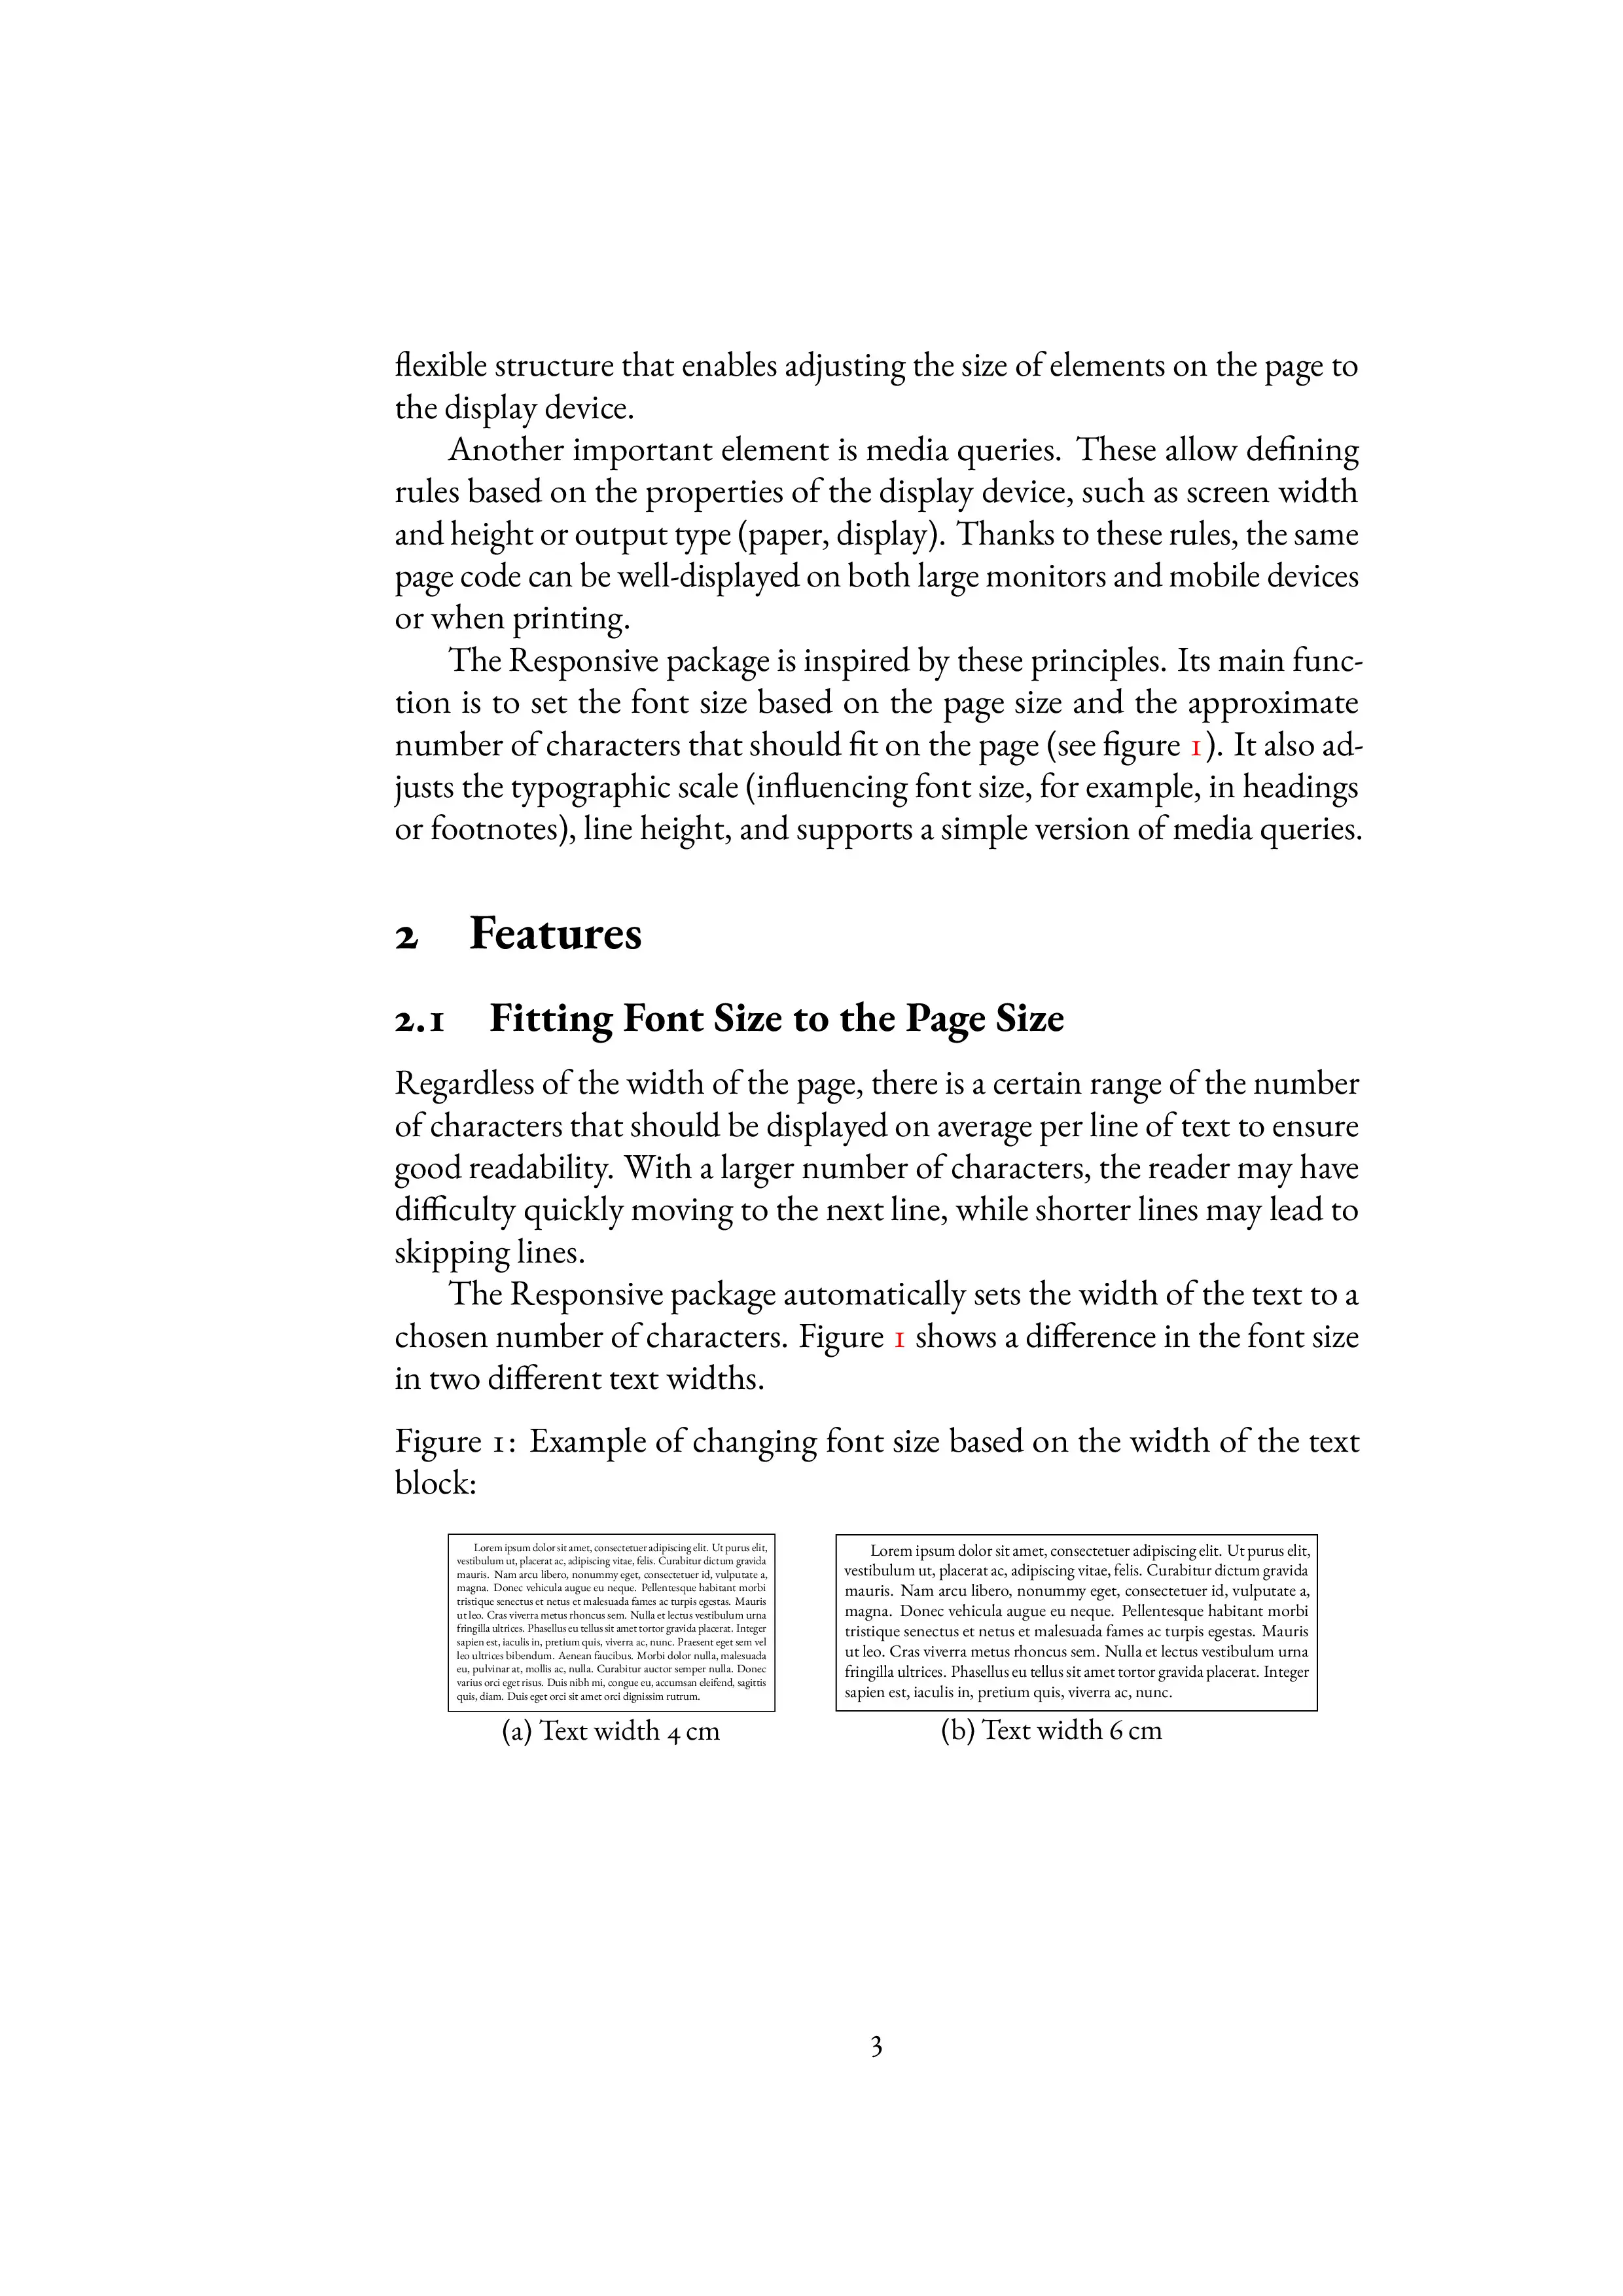 flexible structure that enables adjusting the size of elements on the page to
the display device.
Another important element is media queries. These allow defining
rules based on the properties of the display device, such as screen width
and height or output type (paper, display). Thanks to these rules, the same
page code can be well-displayed on both large monitors and mobile devices
or when printing.
The Responsive package is inspired by these principles. Its main func-
tion is to set the font size based on the page size and the approximate
number of characters that should fit on the page (see figure 1). It also ad-
justs the typographic scale (influencing font size, for example, in headings
or footnotes), line height, and supports a simple version of media queries.
2 Features
2.1 Fitting Font Size to the Page Size
Regardless of the width of the page, there is a certain range of the number
of characters that should be displayed on average per line of text to ensure
good readability. With a larger number of characters, the reader may have
difficulty quickly moving to the next line, while shorter lines may lead to
skipping lines.
The Responsive package automatically sets the width of the text to a
chosen number of characters. Figure 1 shows a difference in the font size
in two different text widths.
Figure 1: Example of changing font size based on the width of the text
block:
Lorem ipsum dolor sit amet, consectetuer adipiscing elit. Ut purus elit,
vestibulum ut, placerat ac, adipiscing vitae, felis. Curabitur dictum gravida
mauris. Nam arcu libero, nonummy eget, consectetuer id, vulputate a,
magna. Donec vehicula augue eu neque. Pellentesque habitant morbi
tristique senectus et netus et malesuada fames ac turpis egestas. Mauris
ut leo. Cras viverra metus rhoncus sem. Nulla et lectus vestibulum urna
fringilla ultrices. Phasellus eu tellus sit amet tortor gravida placerat. Integer
sapien est, iaculis in, pretium quis, viverra ac, nunc. Praesent eget sem vel
leo ultrices bibendum. Aenean faucibus. Morbi dolor nulla, malesuada
eu, pulvinar at, mollis ac, nulla. Curabitur auctor semper nulla. Donec
varius orci eget risus. Duis nibh mi, congue eu, accumsan eleifend, sagittis
quis, diam. Duis eget orci sit amet orci dignissim rutrum.
(a) Text width 4 cm
Lorem ipsum dolor sit amet, consectetuer adipiscing elit. Ut purus elit,
vestibulum ut, placerat ac, adipiscing vitae, felis. Curabitur dictum gravida
mauris. Nam arcu libero, nonummy eget, consectetuer id, vulputate a,
magna. Donec vehicula augue eu neque. Pellentesque habitant morbi
tristique senectus et netus et malesuada fames ac turpis egestas. Mauris
ut leo. Cras viverra metus rhoncus sem. Nulla et lectus vestibulum urna
fringilla ultrices. Phasellus eu tellus sit amet tortor gravida placerat. Integer
sapien est, iaculis in, pretium quis, viverra ac, nunc.
(b) Text width 6 cm
3